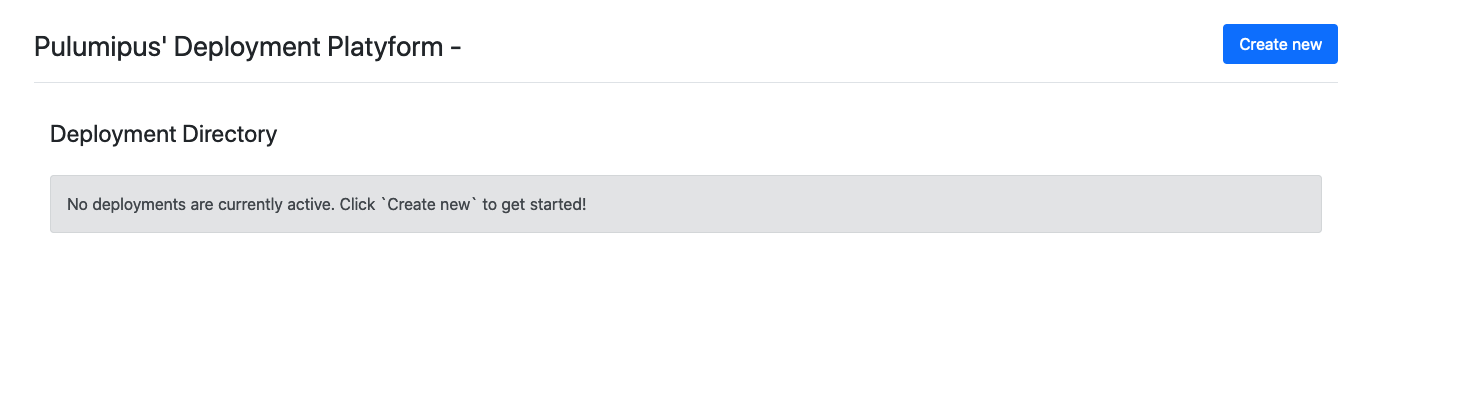 Pulumipus' Deployment Platyform -
Create new
Deployment Directory
No deployments are currently active. Click `Create new` to get started!